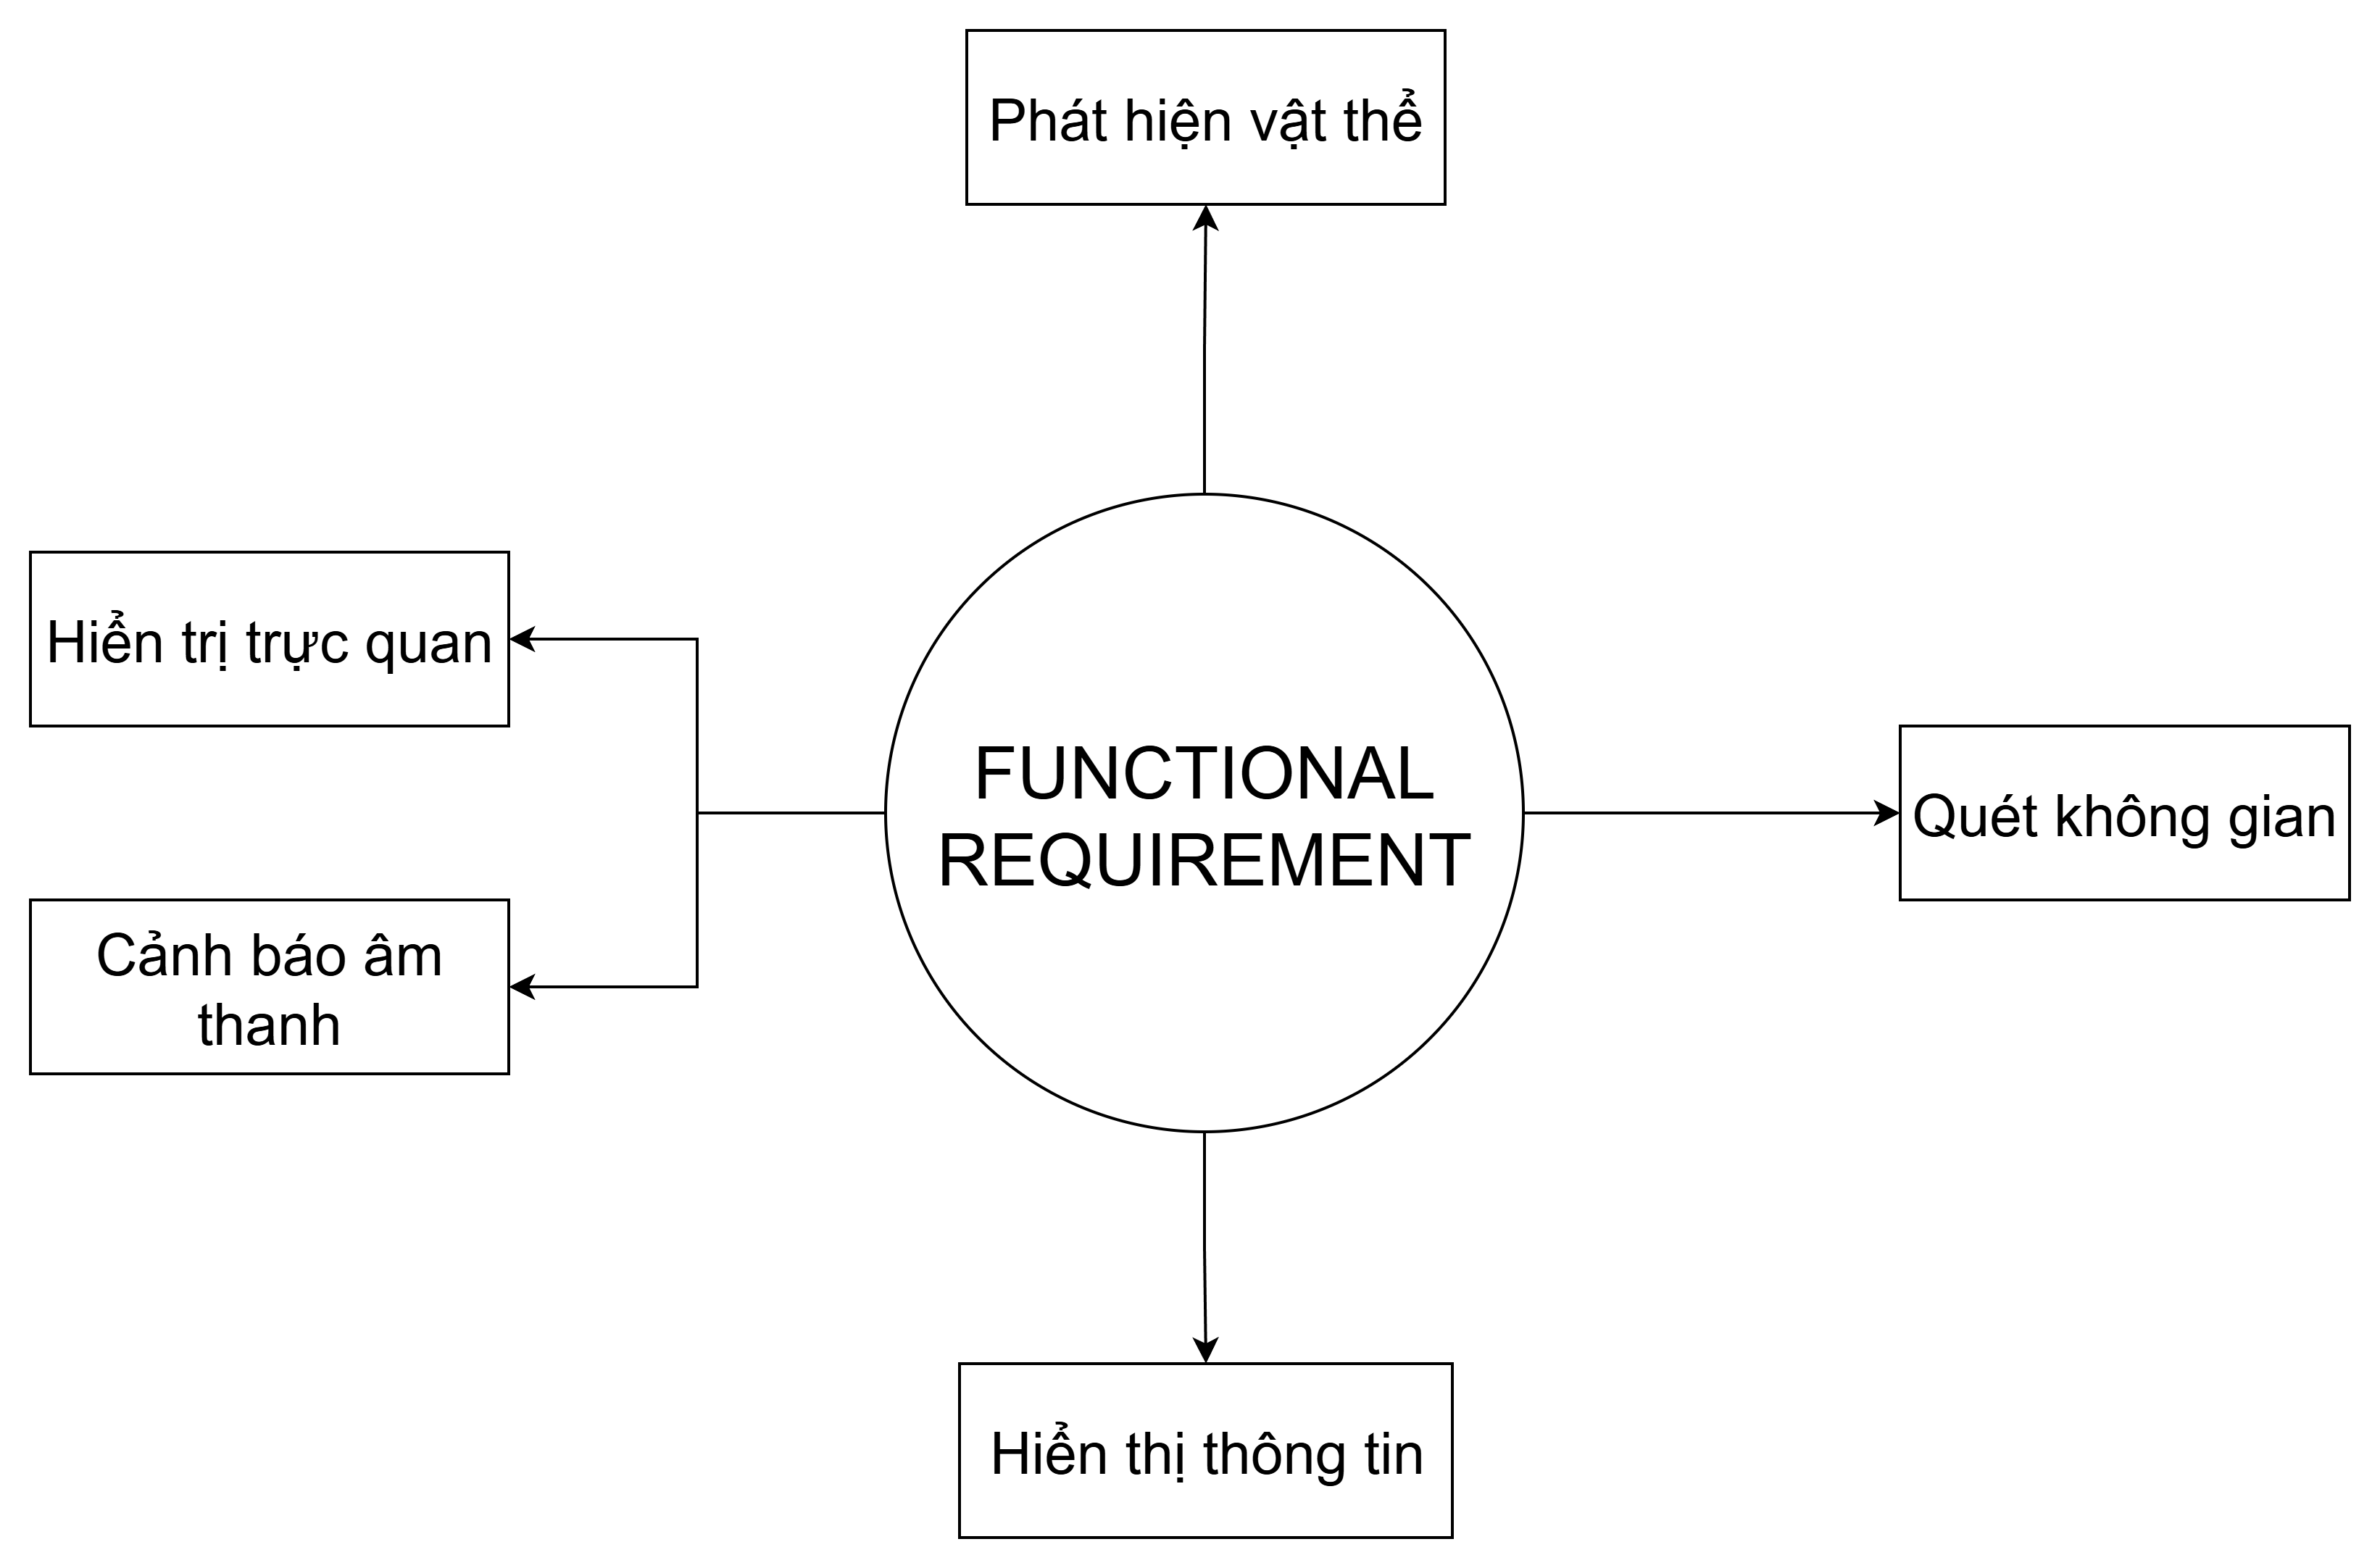 Phát hiện vật thể
Hiển trị trực quan
FUNCTIONAL
REQUIREMENT
Quét không gian
Cảnh báo âm
thanh
Hiển thị thông tin